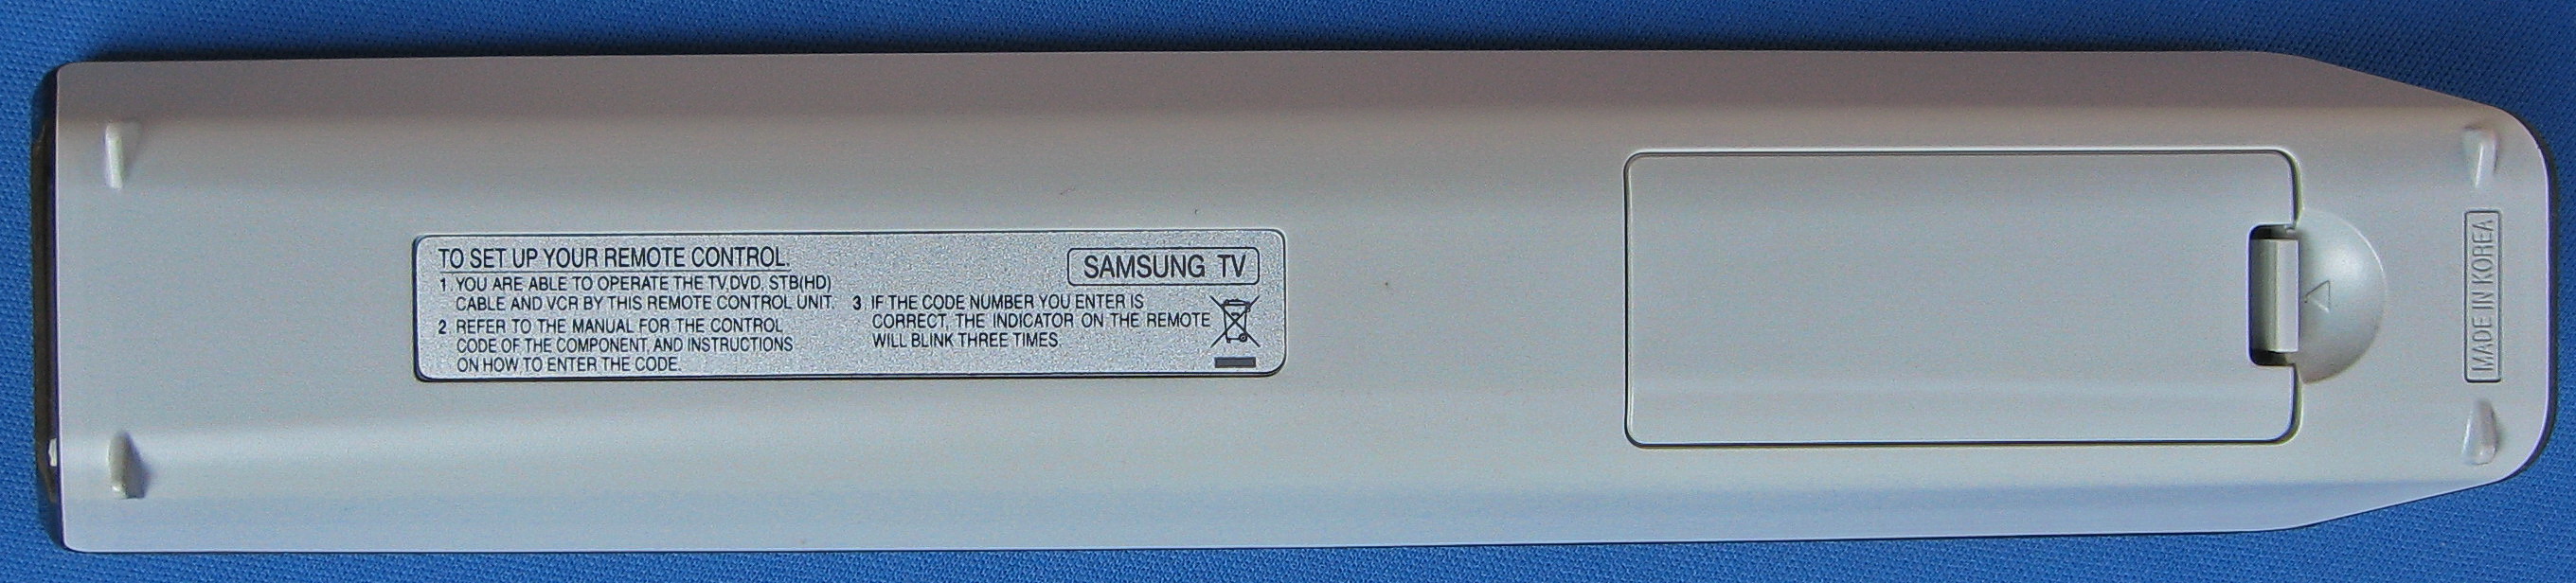 TO SET UP YOUR REMOTE CONTROL.
1. YOU ARE ABLE TO OPERATE THE TV,DVD, STB(HD)
CABLE AND VCR BY THIS REMOTE CONTROL UNIT.
2. REFER TO THE MANUAL FOR THE CONTROL
CODE OF THE COMPONENT, AND INSTRUCTIONS
ON HOW TO ENTER THE CODE.
SAMSUNG TV
3 IF THE CODE NUMBER YOU ENTER IS
CORRECT, THE INDICATOR ON THE REMOTE
WILL BLINK THREE TIMES.
MADE IN KOREA